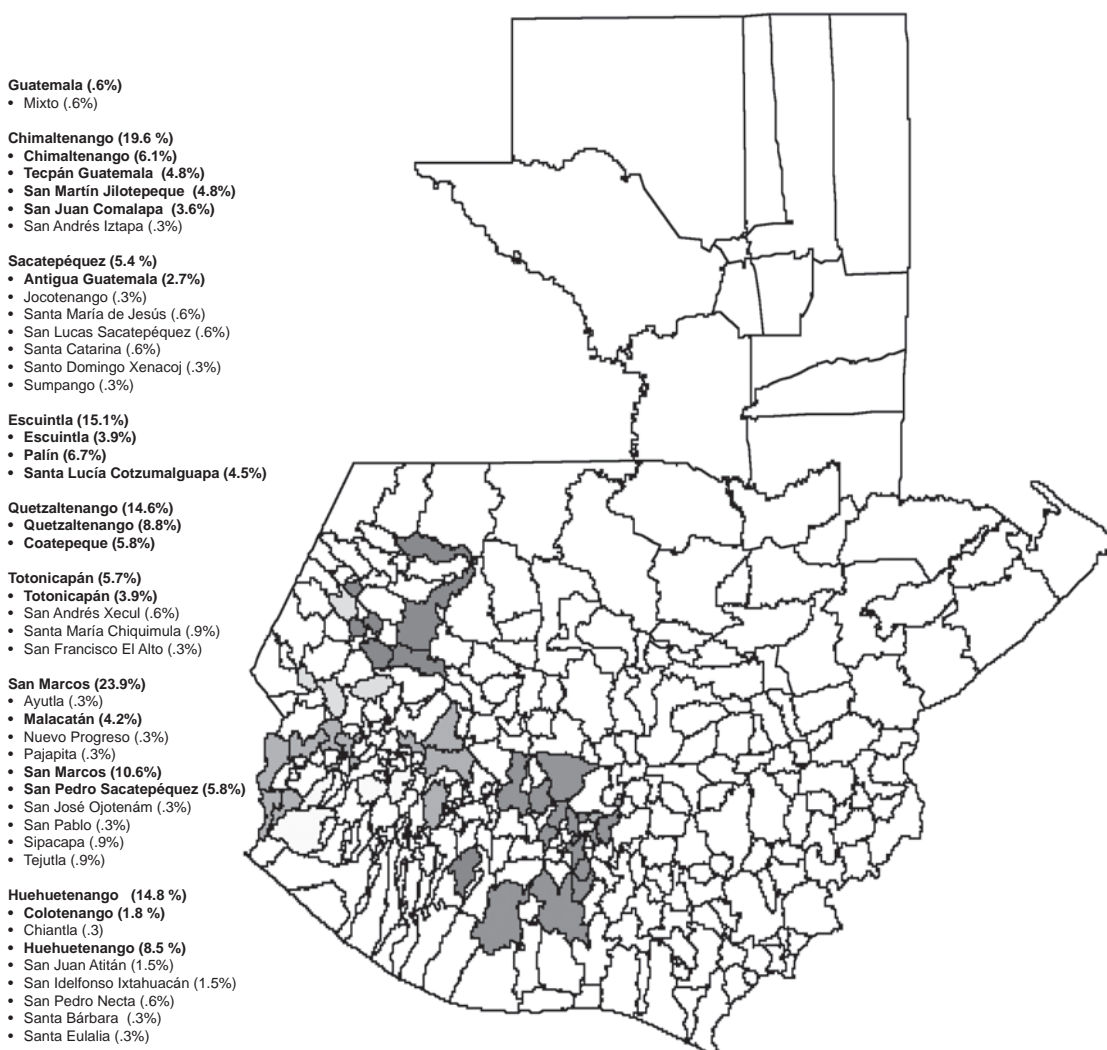 Guatemala (.6%)
• Mixto (.6%)
Chimaltenango (19.6 %)
• Chimaltenango (6.1%)
• Tecpán Guatemala (4.8%)
• San Martín Jilotepeque (4.8%)
• San Juan Comalapa (3.6%)
• San Andrés Iztapa (.3%)
Sacatepéquez (5.4 %)
• Antigua Guatemala (2.7%)
• Jocotenango (.3%)
• Santa María de Jesús (.6%)
• San Lucas Sacatepéquez (.6%)
• Santa Catarina (.6%)
• Santo Domingo Xenacoj (.3%)
• Sumpango (.3%)
Escuintla (15.1%)
• Escuintla (3.9%)
• Palín (6.7%)
• Santa Lucía Cotzumalguapa (4.5%)
Quetzaltenango (14.6%)
• Quetzaltenango (8.8%)
• Coatepeque (5.8%)
Totonicapán (5.7%)
• Totonicapán (3.9%)
• San Andrés Xecul (.6%)
• Santa María Chiquimula (.9%)
• San Francisco El Alto (.3%)
San Marcos (23.9%)
• Ayutla (.3%)
• Malacatán (4.2%)
• Nuevo Progreso (.3%)
• Pajapita (.3%)
• San Marcos (10.6%)
• San Pedro Sacatepéquez (5.8%)
• San José Ojotenám (.3%)
• San Pablo (.3%)
• Sipacapa (.9%)
• Tejutla (.9%)
Huehuetenango (14.8 %)
• Colotenango (1.8 %)
• Chiantla (.3)
• Huehuetenango (8.5 %)
• San Juan Atitán (1.5%)
• San Idelfonso Ixtahuacán (1.5%)
• San Pedro Necta (.6%)
• Santa Bárbara (.3%)
• Santa Eulalia (.3%)